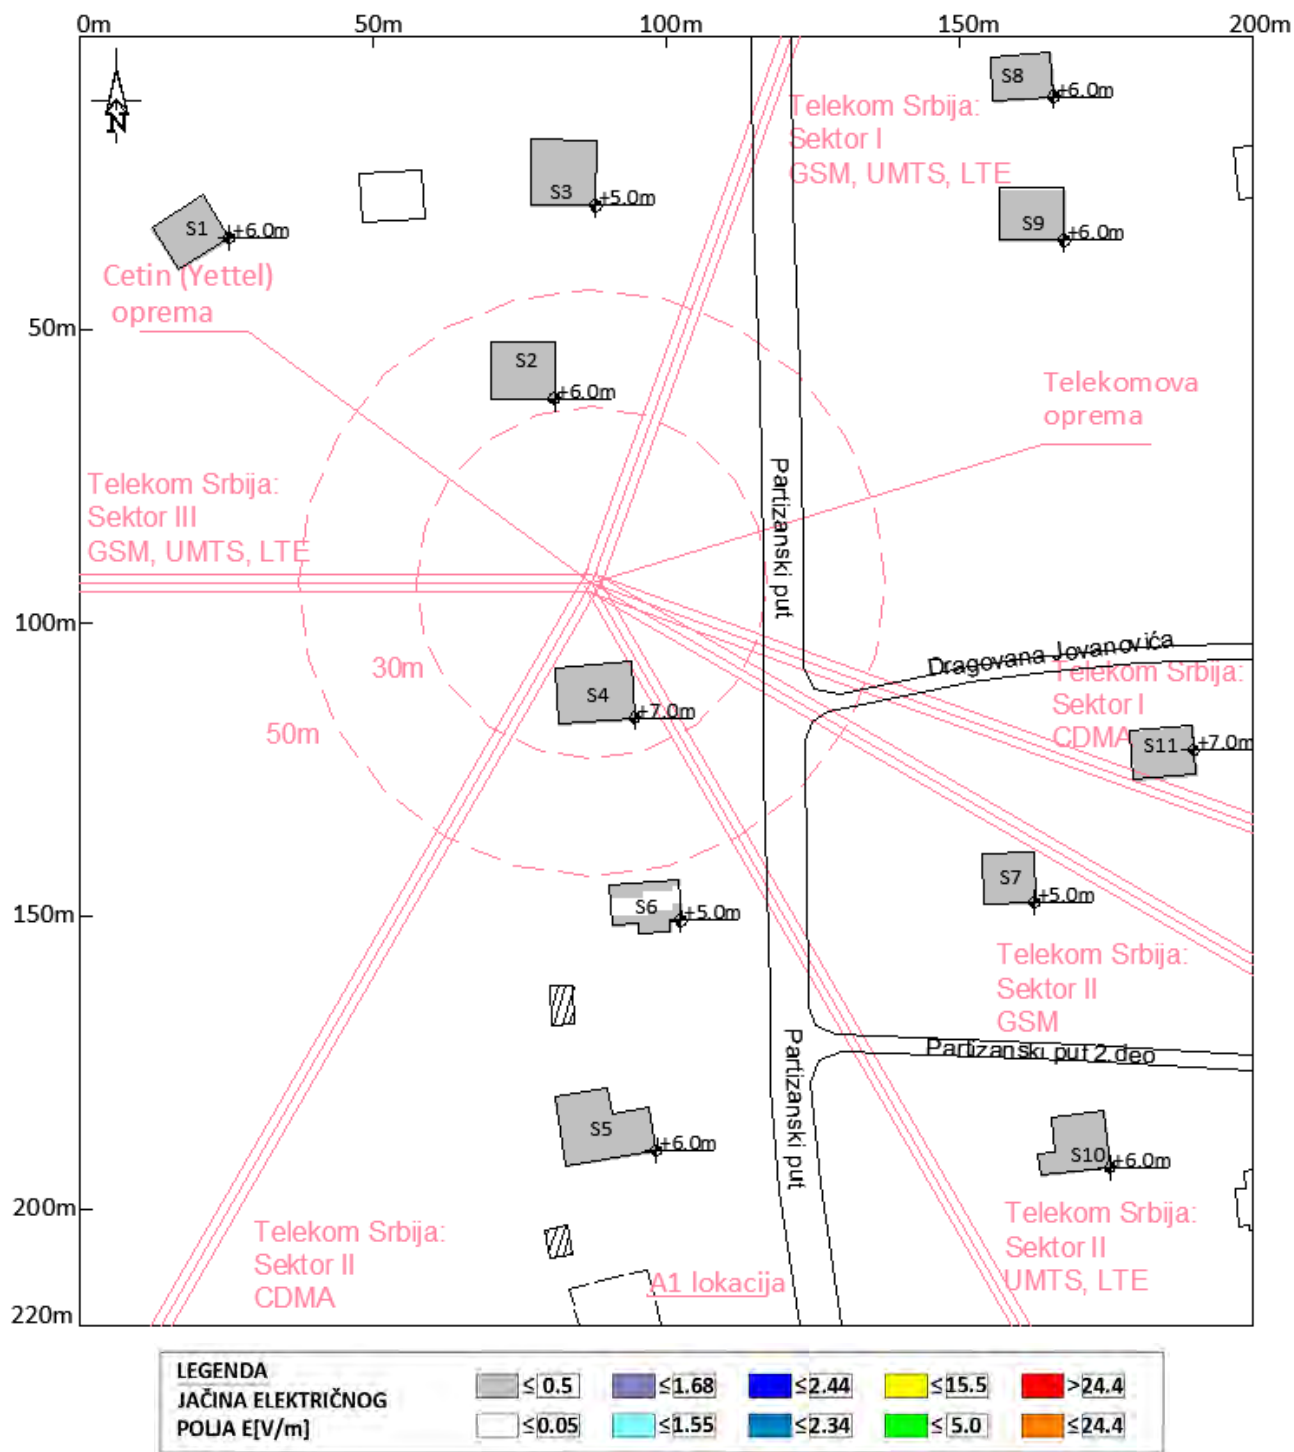 0m
50m
100m
150m
200m
S8
+6.0m
Telekom Srbija:
Sektor I
GSM, UMTS, LTE
N
S3
+5.0m
S1
+6.0m
S9
+6.0m
Cetin (Yettel)
oprema
50m
S2
+6.0m
Telekomova
oprema
Partizanski put
Telekom Srbija:
Sektor III
GSM, UMTS, LTE
100m
Dragovana Jovanovića
30m
Telekom Srbija:
Sektor I
CDMA
S4
+7.0m
50m
S11
+7.0m
S7
+5.0m
150m
S6
+5.0m
Telekom Srbija:
Sektor II
GSM
Partizanski put 2.deo
Partizanski put
S5
+6.0m
S10
+6.0m
200m
Telekom Srbija:
Sektor II
CDMA
Telekom Srbija:
Sektor II
UMTS, LTE
A1 lokacija
220m
LEGENDA
JAČINA ELEKTRIČNOG
POLJA E[V/m]
≤0.5 ≤1.68 ≤2.44 ≤15.5 >24.4
≤0.05 ≤1.55 ≤2.34 ≤5.0 ≤24.4